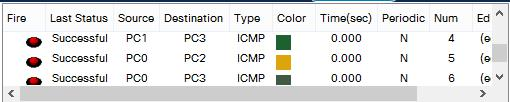 Fire Last Status Source Destination Type Color Time(sec) Periodic Num Ed
Successful PC1 PC3 ICMP 0.000 N 4 (e
Successful PC0 PC2 ICMP 0.000 N 5 (e
Successful PC0 PC3 ICMP 0.000 N 6 (e